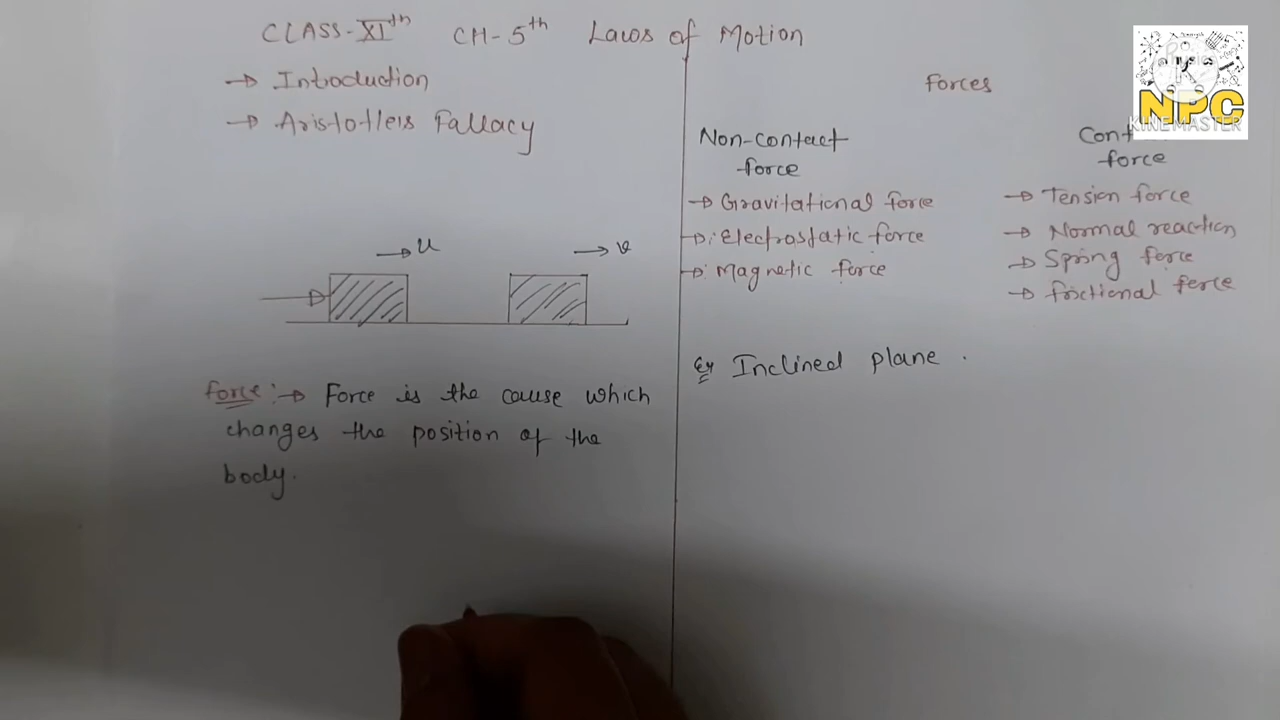 CLASS-XIth CH-5th Laws of Motion
→ Introduction
→ Aristotle's Fallacy
→ u
→ v
Force :→ Force is the cause which
changes the position of the
body.
Forces
Non-contact
force
→ Gravitational force
→ Electrostatic force
→ Magnetic force
force
→ Tension force
→ Normal reaction
→ Spring force
→ frictional force
Ex Inclined plane .
Physics
NPC
KINEMASTER